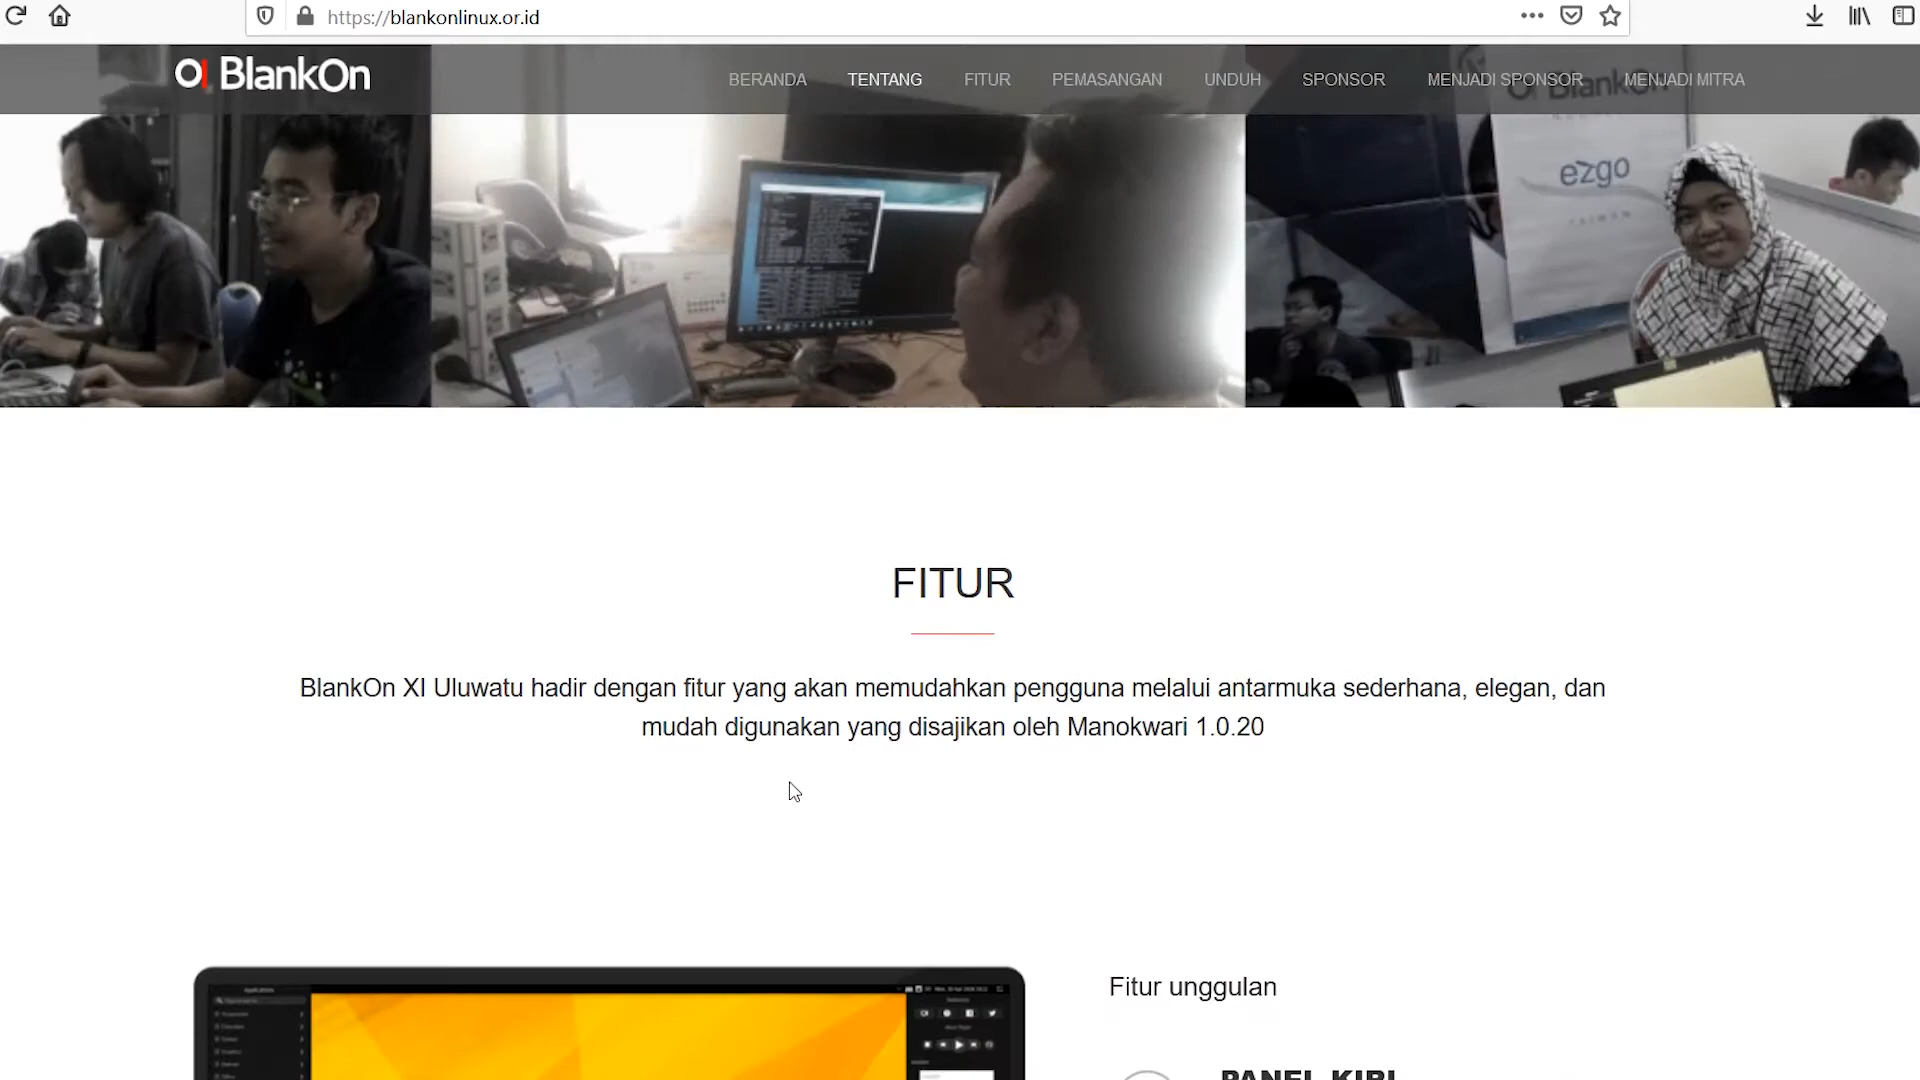 https://blankonlinux.or.id
BlankOn
BERANDA TENTANG FITUR PEMASANGAN UNDUH SPONSOR MENJADI SPONSOR MENJADI MITRA
BlankOn
ezgo
TAIWAN
FITUR
BlankOn XI Uluwatu hadir dengan fitur yang akan memudahkan pengguna melalui antarmuka sederhana, elegan, dan
mudah digunakan yang disajikan oleh Manokwari 1.0.20
Fitur unggulan
PANEL KIRI